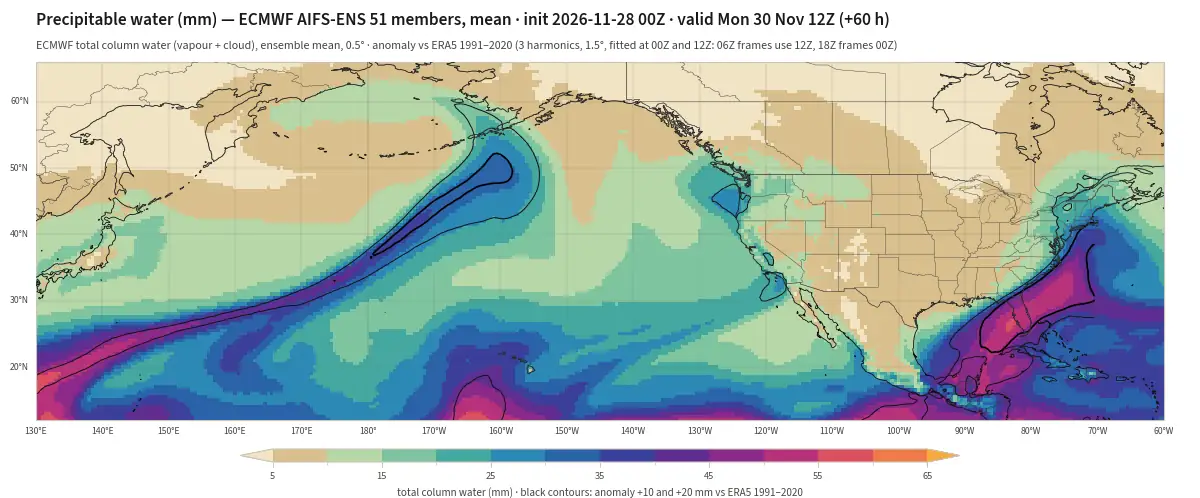 Precipitable water (mm) — ECMWF AIFS-ENS 51 members, mean · init 2026-11-28 00Z · valid Mon 30 Nov 12Z (+60 h)
ECMWF total column water (vapour + cloud), ensemble mean, 0.5° · anomaly vs ERA5 1991–2020 (3 harmonics, 1.5°, fitted at 00Z and 12Z: 06Z frames use 12Z, 18Z frames 00Z)
60°N
50°N
40°N
30°N
20°N
130°E 140°E 150°E 160°E 170°E 180° 170°W 160°W 150°W 140°W 130°W 120°W 110°W 100°W 90°W 80°W 70°W 60°W
5 15 25 35 45 55 65
total column water (mm) · black contours: anomaly +10 and +20 mm vs ERA5 1991–2020